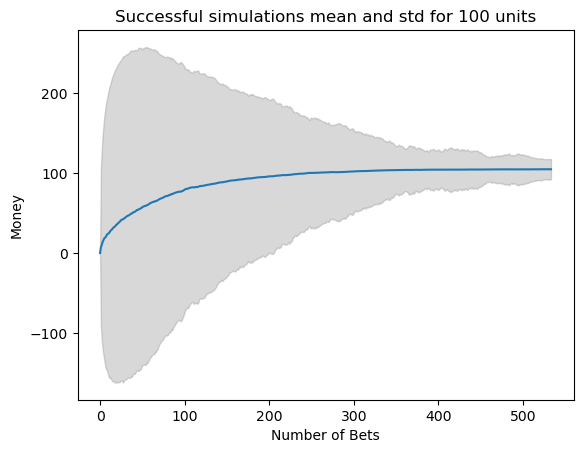 Successful simulations mean and std for 100 units
Money
200
100
0
−100
0 100 200 300 400 500
Number of Bets